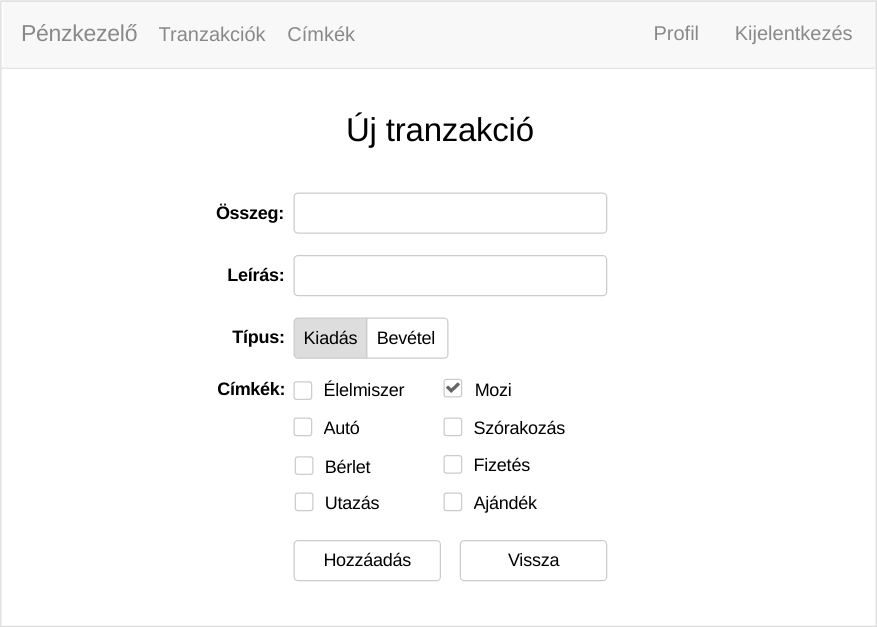 Pénzkezelő Tranzakciók Címkék Profil Kijelentkezés
Új tranzakció
Összeg:
Leírás:
Típus: Kiadás Bevétel
Címkék: Élelmiszer Mozi
Autó Szórakozás
Bérlet Fizetés
Utazás Ajándék
Hozzáadás Vissza